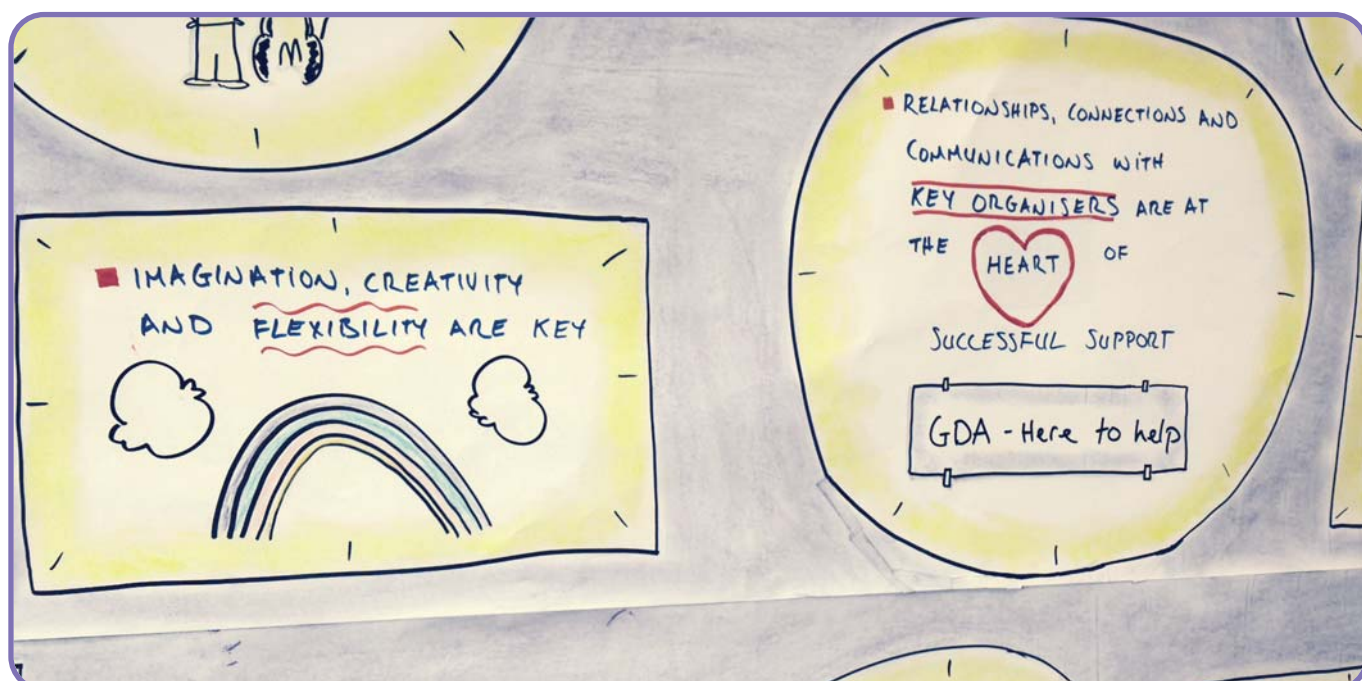 IMAGINATION, CREATIVITY
AND FLEXIBILITY ARE KEY
RELATIONSHIPS, CONNECTIONS AND
COMMUNICATIONS WITH
KEY ORGANISERS ARE AT
THE HEART OF
SUCCESSFUL SUPPORT
GDA - Here to help